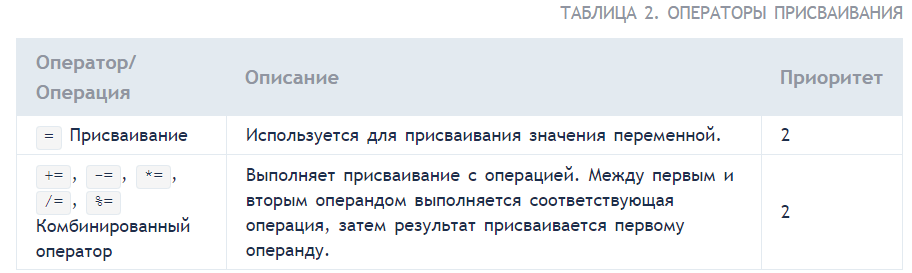 ТАБЛИЦА 2. ОПЕРАТОРЫ ПРИСВАИВАНИЯ
Оператор/
Операция
Описание
Приоритет
= Присваивание
Используется для присваивания значения переменной.
2
+=, -=, *=,
/=, %=
Комбинированный
оператор
Выполняет присваивание с операцией. Между первым и
вторым операндом выполняется соответствующая
операция, затем результат присваивается первому
операнду.
2